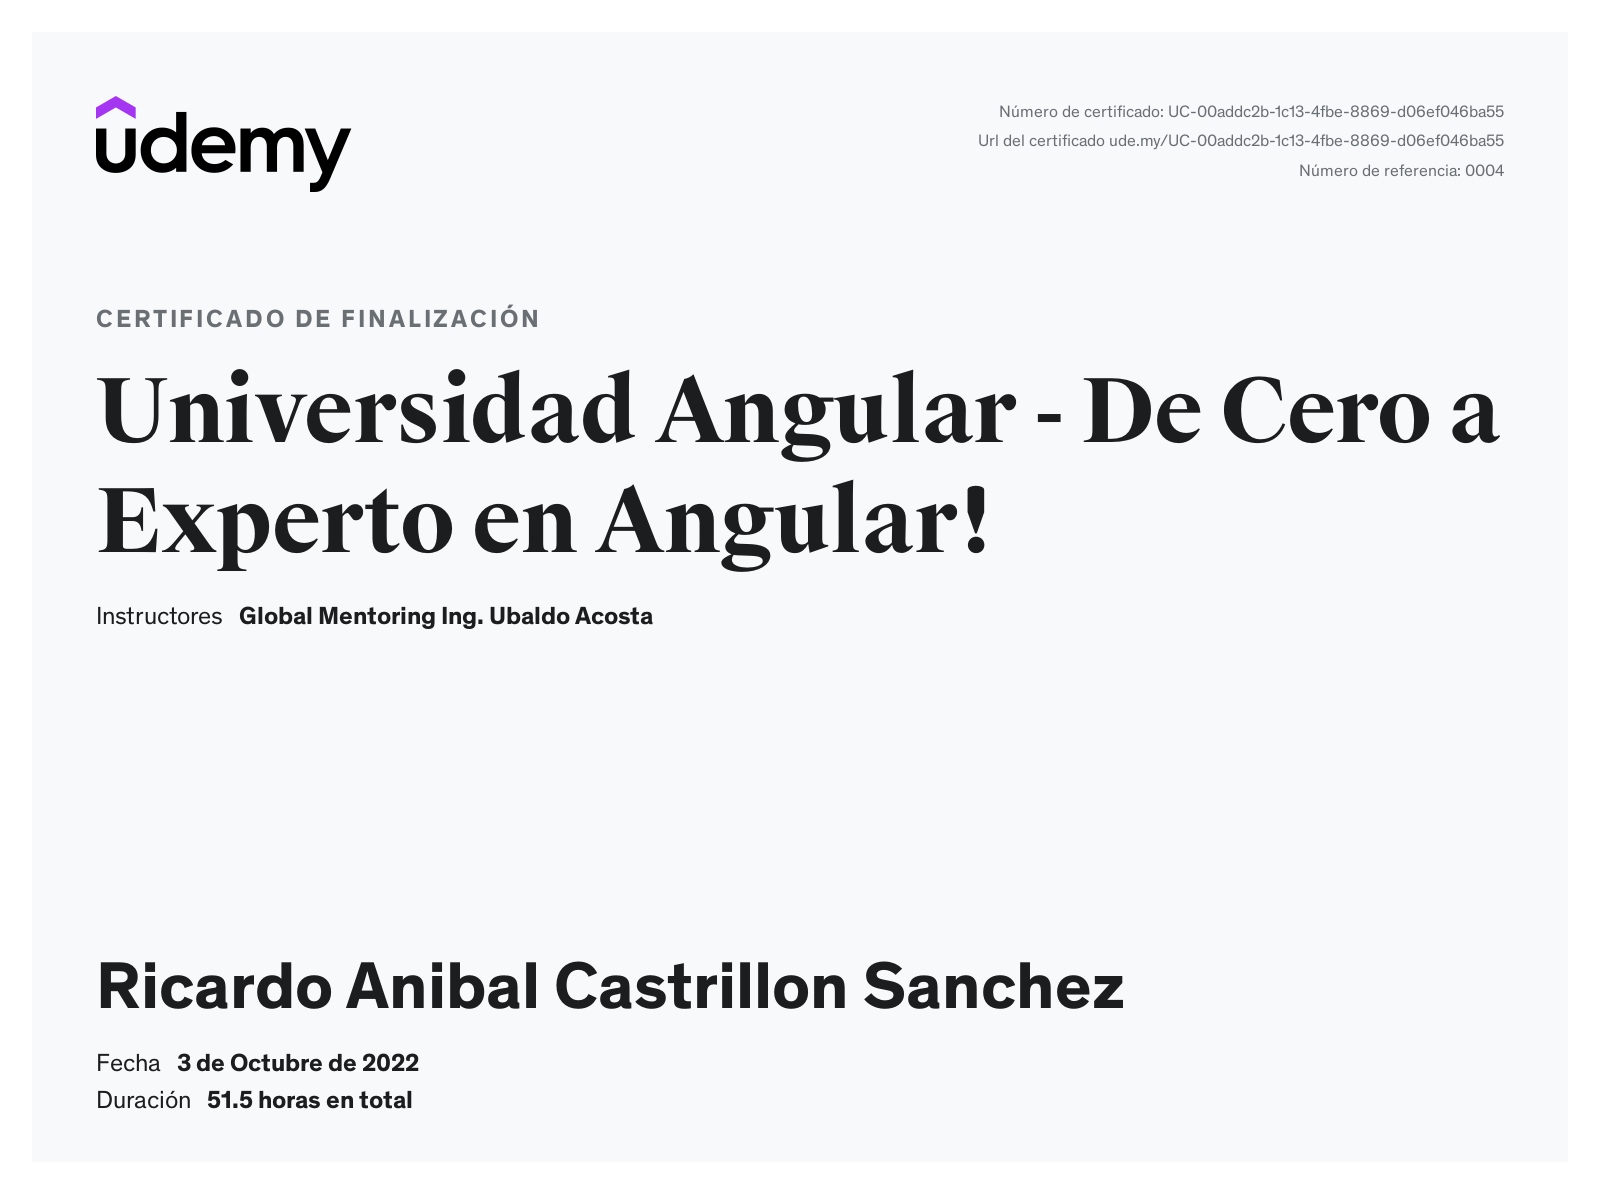 udemy
Número de certificado: UC-00addc2b-1c13-4fbe-8869-d06ef046ba55
Url del certificado ude.my/UC-00addc2b-1c13-4fbe-8869-d06ef046ba55
Número de referencia: 0004
CERTIFICADO DE FINALIZACIÓN
Universidad Angular - De Cero a
Experto en Angular!
Instructores Global Mentoring Ing. Ubaldo Acosta
Ricardo Anibal Castrillon Sanchez
Fecha 3 de Octubre de 2022
Duración 51.5 horas en total